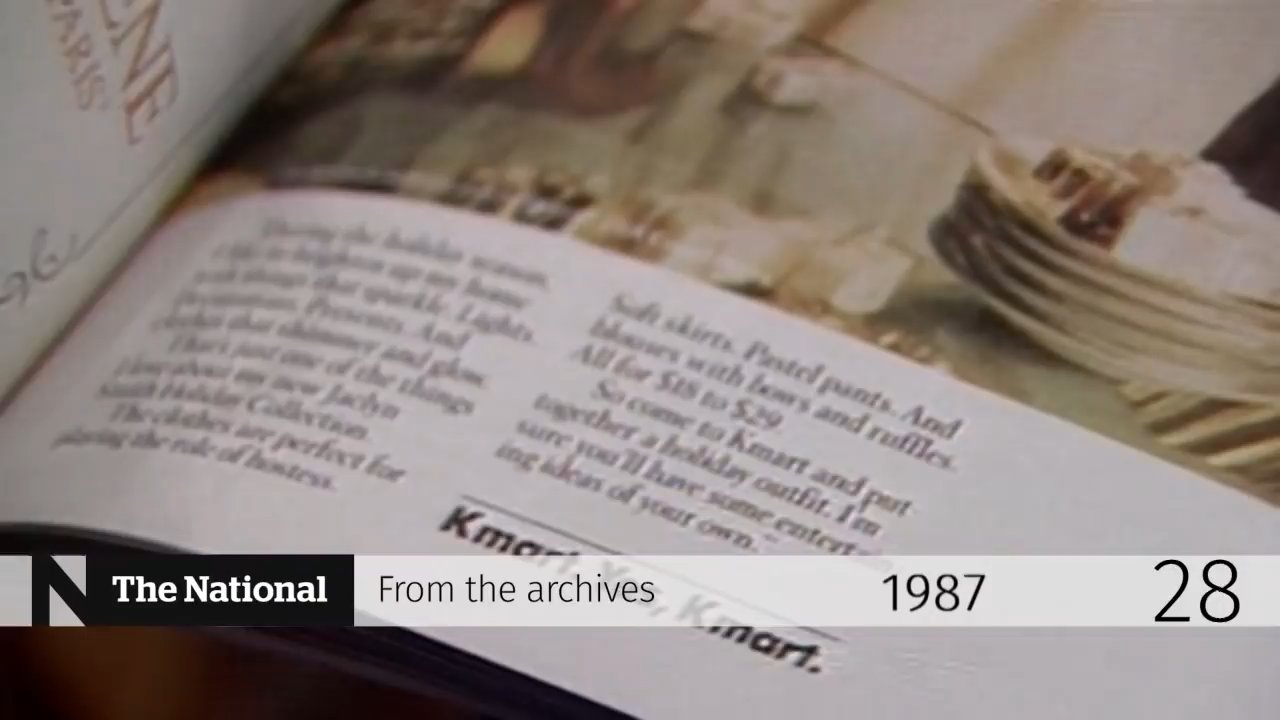 ENE
PARIS
During the holiday season,
I like to brighten up my home
with things that sparkle. Lights.
Decorations. Presents. And
clothes that shimmer and glow.
That's just one of the things
I love about my new Jaclyn
Smith Holiday Collection.
The clothes are perfect for
playing the role of hostess.
Soft skirts. Pastel pants. And
blouses with bows and ruffles.
All for $18 to $29.
So come to Kmart and put
together a holiday outfit. I'm
sure you'll have some entertain-
ing ideas of your own.
Kmart. Yes, Kmart.
N The National From the archives 1987 28